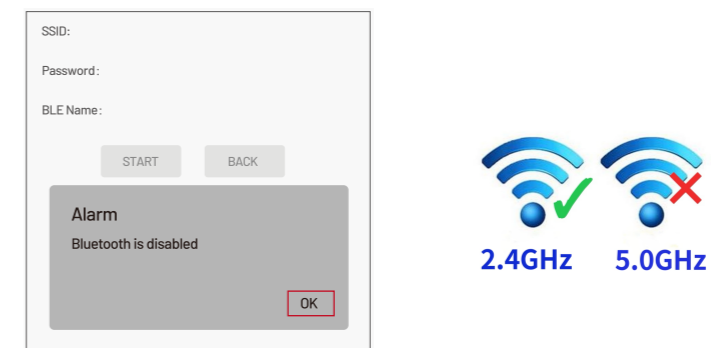 SSID:
Password:
BLE Name:
START BACK
Alarm
Bluetooth is disabled
OK
2.4GHz 5.0GHz